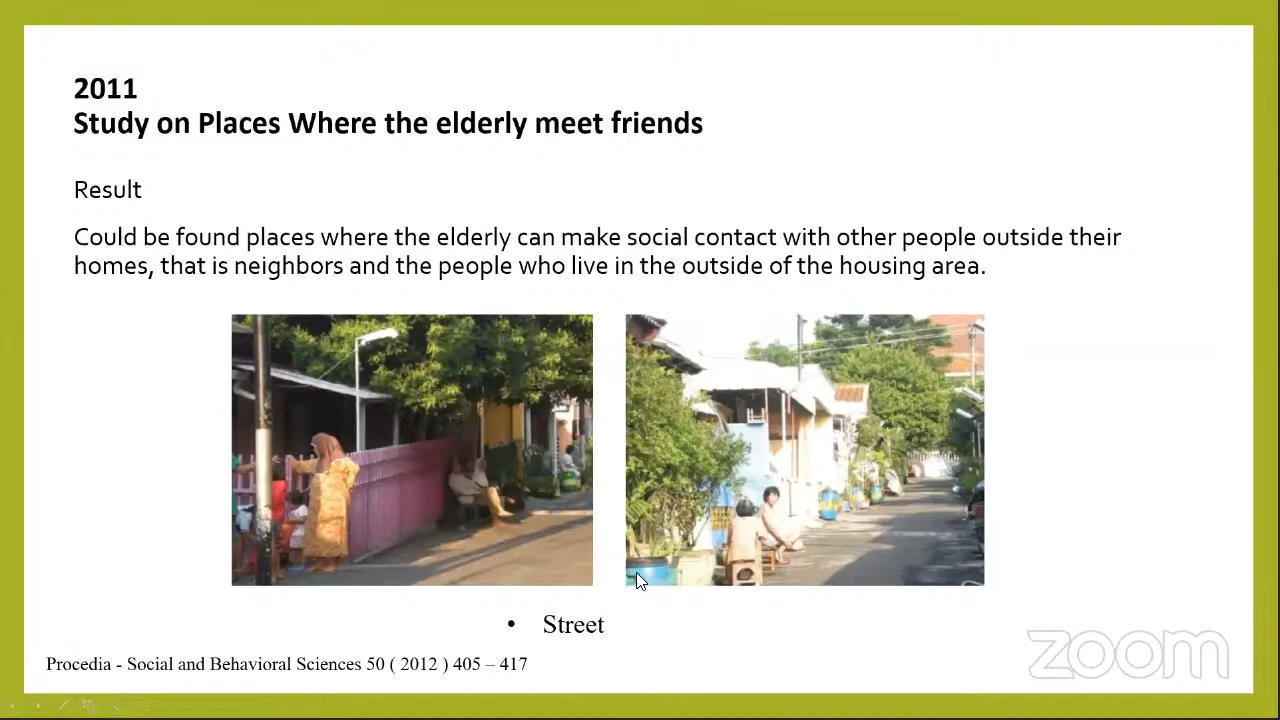 2011
Study on Places Where the elderly meet friends
Result
Could be found places where the elderly can make social contact with other people outside their
homes, that is neighbors and the people who live in the outside of the housing area.
• Street
Procedia - Social and Behavioral Sciences 50 ( 2012 ) 405 – 417
zoom